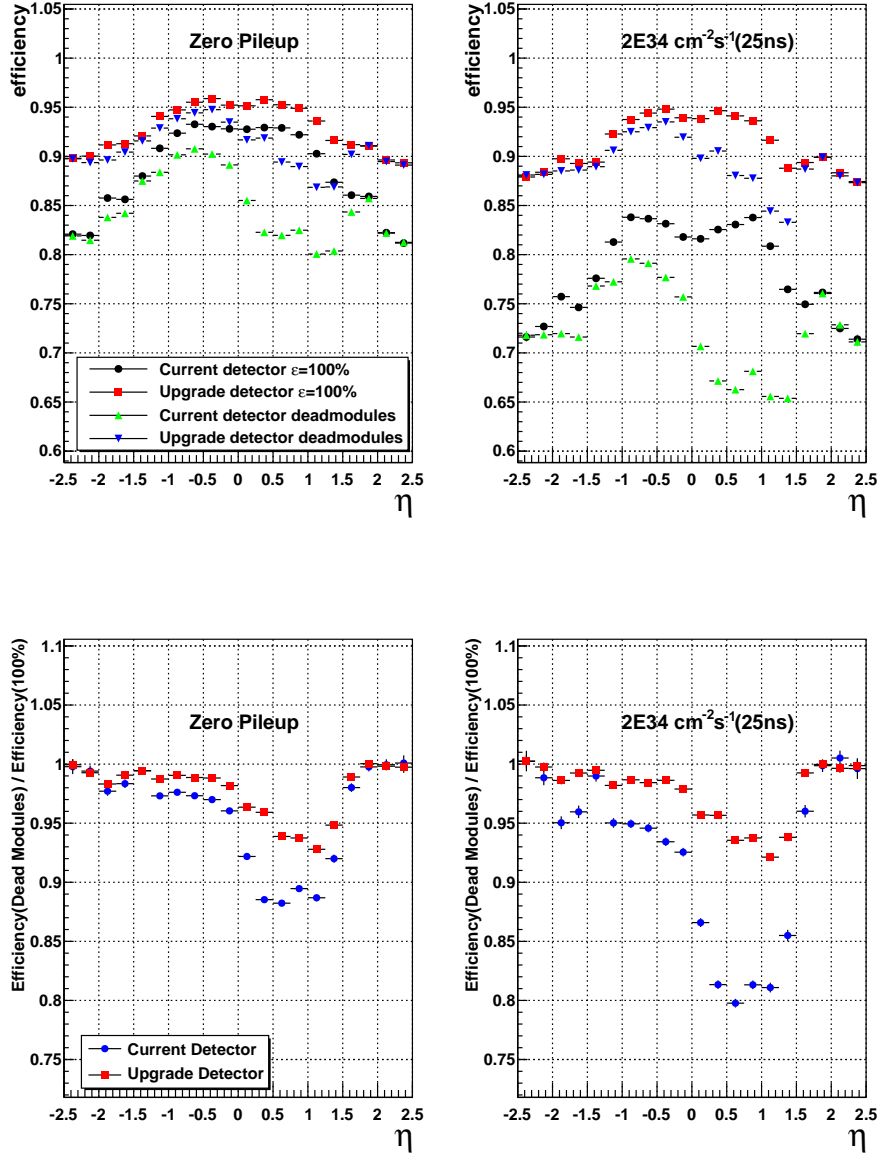 efficiency
1.05
1
0.95
0.9
0.85
0.8
0.75
0.7
0.65
0.6
Zero Pileup
Current detector ε=100%
Upgrade detector ε=100%
Current detector deadmodules
Upgrade detector deadmodules
-2.5 -2 -1.5 -1 -0.5 0 0.5 1 1.5 2 2.5
η
efficiency
1.05
1
0.95
0.9
0.85
0.8
0.75
0.7
0.65
0.6
2E34 cm⁻²s⁻¹(25ns)
-2.5 -2 -1.5 -1 -0.5 0 0.5 1 1.5 2 2.5
η
Efficiency(Dead Modules) / Efficiency(100%)
1.1
1.05
1
0.95
0.9
0.85
0.8
0.75
Zero Pileup
Current Detector
Upgrade Detector
-2.5 -2 -1.5 -1 -0.5 0 0.5 1 1.5 2 2.5
η
Efficiency(Dead Modules) / Efficiency(100%)
1.1
1.05
1
0.95
0.9
0.85
0.8
0.75
2E34 cm⁻²s⁻¹(25ns)
-2.5 -2 -1.5 -1 -0.5 0 0.5 1 1.5 2 2.5
η